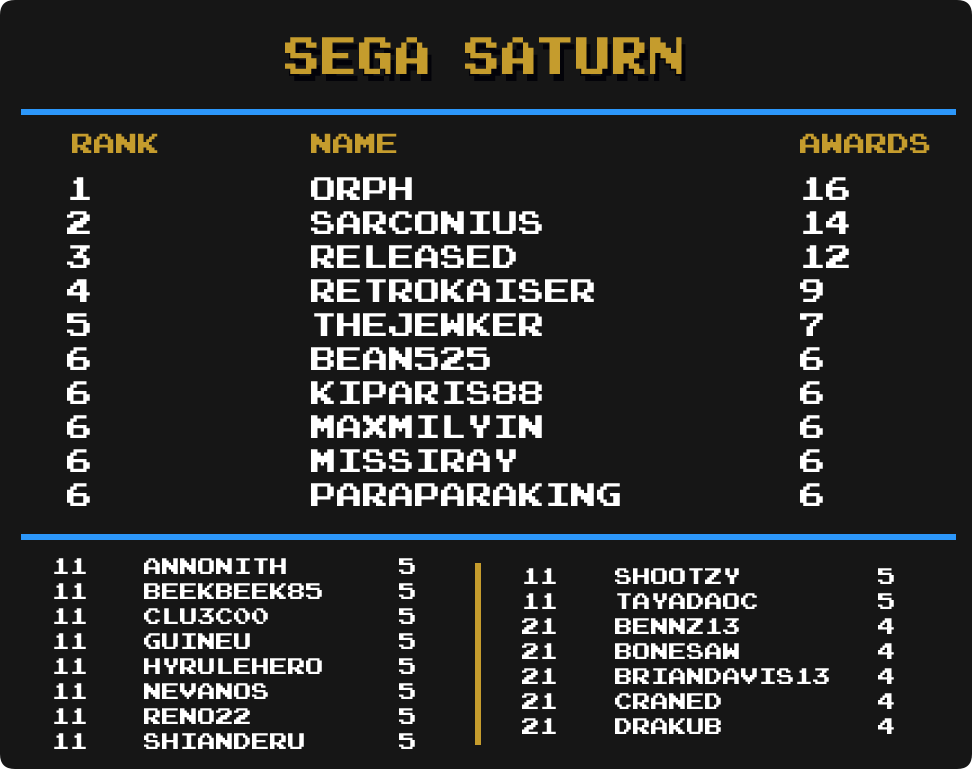 SEGA SATURN
RANK NAME AWARDS
1 ORPH 16
2 SARCONIUS 14
3 RELEASED 12
4 RETROKAISER 9
5 THEJEWKER 7
6 BEAN525 6
6 KIPARIS88 6
6 MAXMILYIN 6
6 MISSIRAY 6
6 PARAPARAKING 6
11 ANNONITH 5
11 BEEKBEEK85 5
11 CLU3C00 5
11 GUINEU 5
11 HYRULEHERO 5
11 NEVANOS 5
11 RENO22 5
11 SHIANDERU 5
11 SHOOTZY 5
11 TAYADAOC 5
21 BENNZ13 4
21 BONESAW 4
21 BRIANDAVIS13 4
21 CRANED 4
21 DRAKUB 4